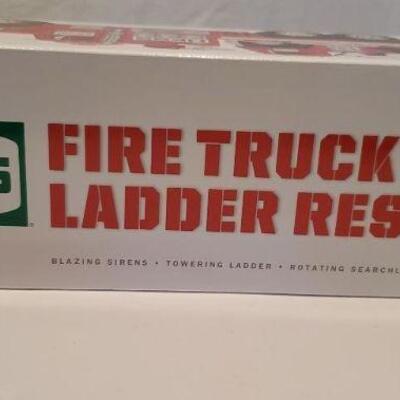 FIRE TRUCK
LADDER RES
BLAZING SIRENS • TOWERING LADDER • ROTATING SEARCHL